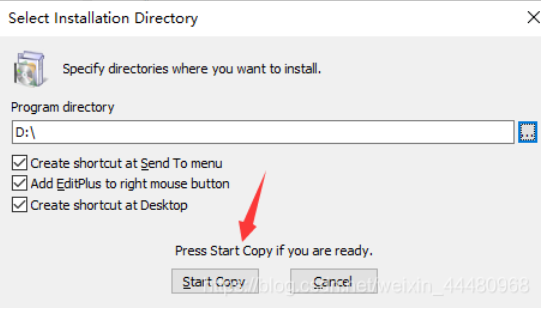 Select Installation Directory
Specify directories where you want to install.
Program directory
D:\
...
Create shortcut at Send To menu
Add EditPlus to right mouse button
Create shortcut at Desktop
Press Start Copy if you are ready.
Start Copy Cancel
https://blog.csdn.net/weixin_44480968